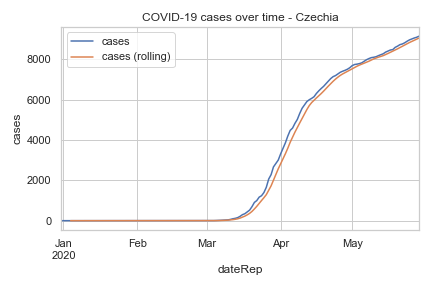 COVID-19 cases over time - Czechia
cases
cases (rolling)
8000
6000
4000
2000
0
cases
Jan
2020
Feb
Mar
Apr
May
dateRep